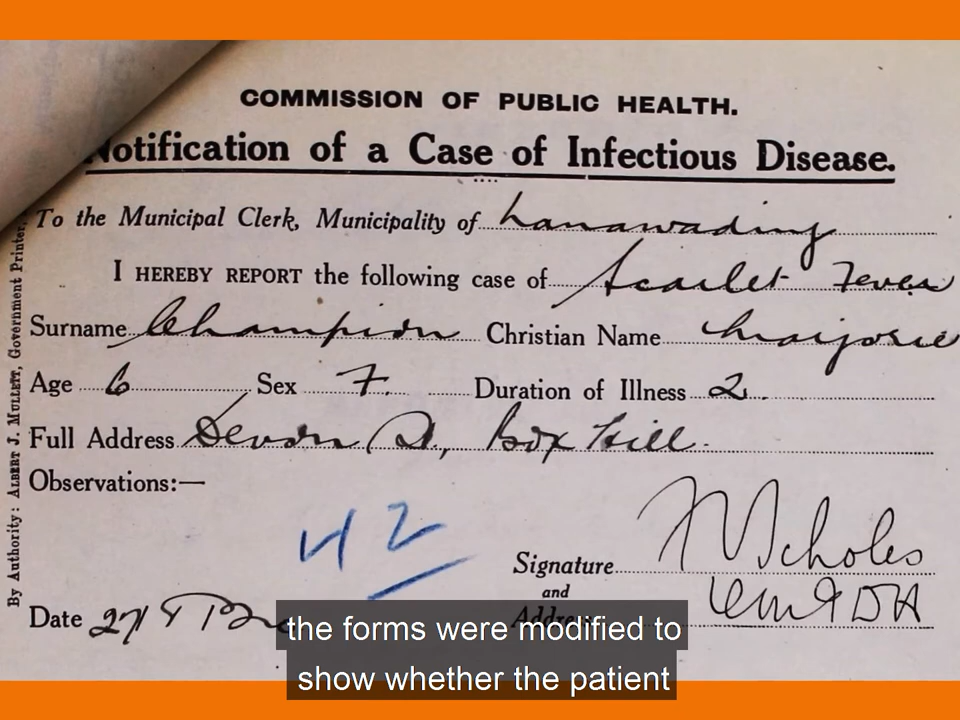 COMMISSION OF PUBLIC HEALTH.
Notification of a Case of Infectious Disease.
To the Municipal Clerk, Municipality of
I HEREBY REPORT the following case of Scarlet Fever
Surname Champion Christian Name Marjorie
Age 6 Sex F. Duration of Illness 2
Full Address Devon St, Box Hill.
Observations:—
42
Signature Scholes
and
Date 27
By Authority: ALBERT J. MULLETT, Government Printer,
the forms were modified to
show whether the patient